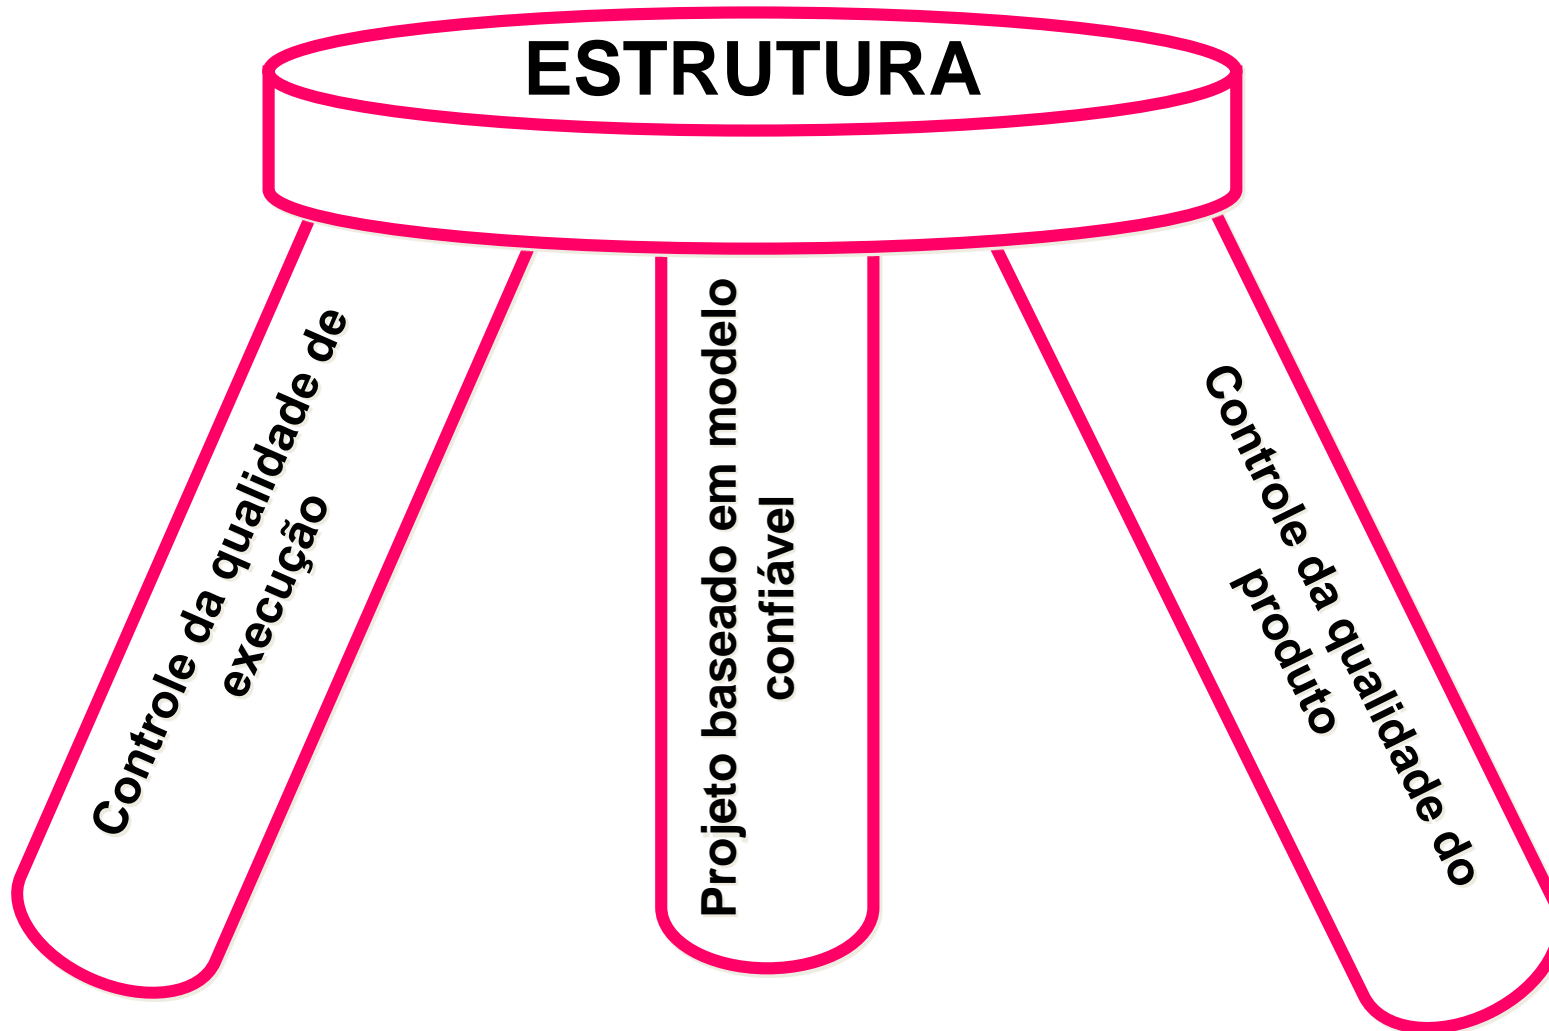 ESTRUTURA
Controle da qualidade de
execução
Projeto baseado em modelo
confiável
Controle da qualidade do
produto